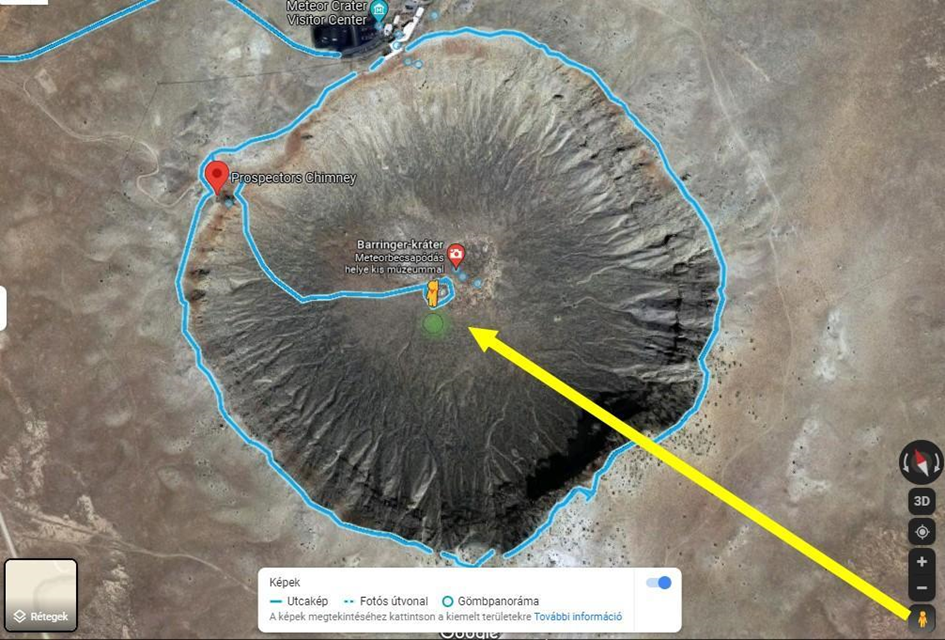 Meteor Crater
Visitor Center
Prospectors Chimney
Barringer-kráter
Meteorbecsapódás
helye kis múzeummal
3D
Képek
Utcakép
Fotós útvonal
Gömbpanoráma
A képek megtekintéséhez kattintson a kiemelt területekre További információ
Rétegek
Google